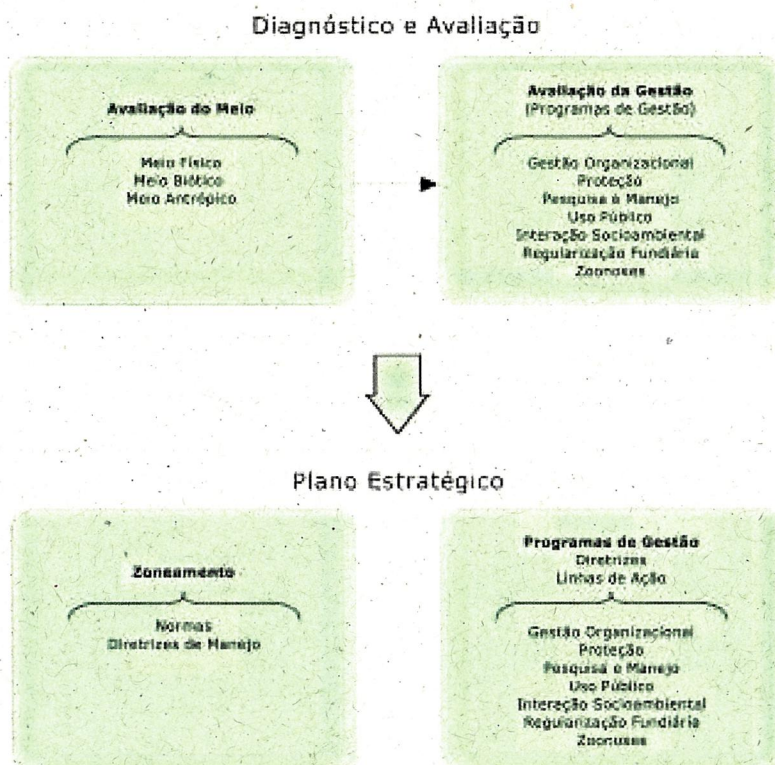 Diagnóstico e Avaliação
Avaliação do Meio
Meio Físico
Meio Biótico
Meio Antrópico
Avaliação da Gestão
(Programas de Gestão)
Gestão Organizacional
Proteção
Pesquisa e Manejo
Uso Público
Interação Socioambiental
Regularização Fundiária
Zoonoses
Plano Estratégico
Zoneamento
Normas
Diretrizes de Manejo
Programas de Gestão
Diretrizes
Linhas de Ação
Gestão Organizacional
Proteção
Pesquisa e Manejo
Uso Público
Interação Socioambiental
Regularização Fundiária
Zoonoses